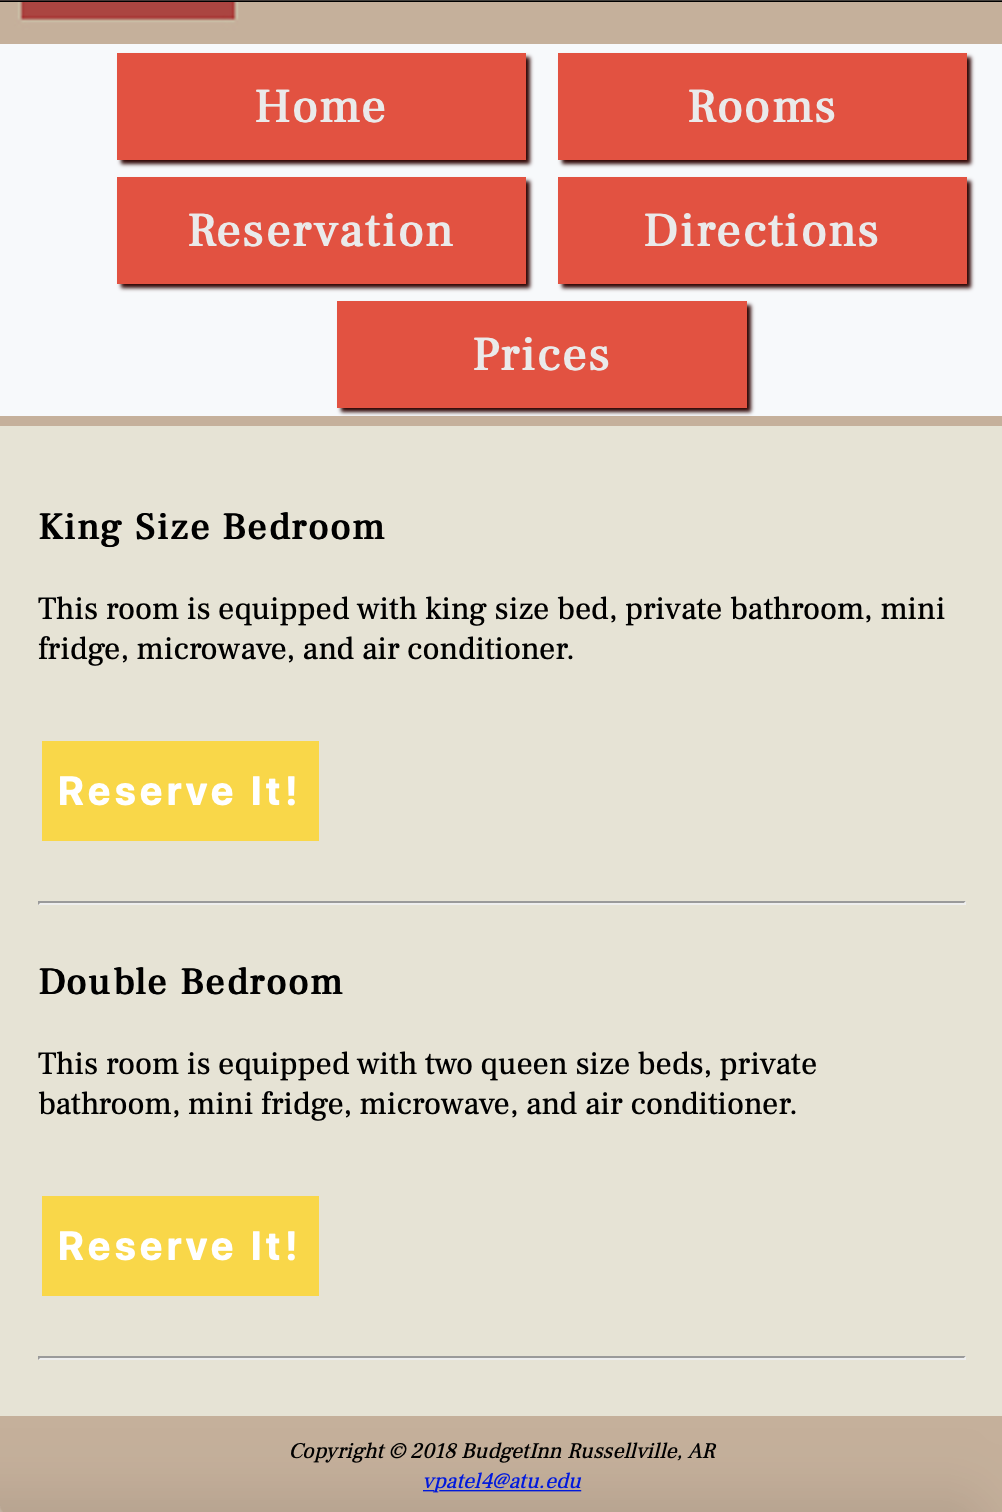 Home
Rooms
Reservation
Directions
Prices
King Size Bedroom
This room is equipped with king size bed, private bathroom, mini
fridge, microwave, and air conditioner.
Reserve It!
Double Bedroom
This room is equipped with two queen size beds, private
bathroom, mini fridge, microwave, and air conditioner.
Reserve It!
Copyright © 2018 BudgetInn Russellville, AR
vpatel4@atu.edu